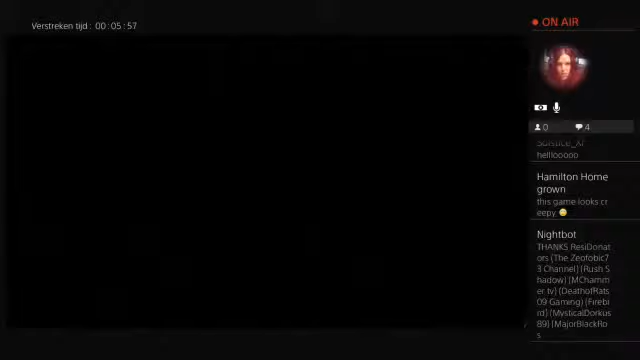 Verstreken tijd : 00 : 05 : 57
ON AIR
0
4
Solstice_XI
hellloooob
Hamilton Home
grown
this game looks cr
eepy
Nightbot
THANKS ResiDonat
ors (The Zeofobic7
3 Channel) (Rush S
hadow) (MChamm
er tv) (DeathofRats
09 Gaming) (Firebi
rd) (MysticalDorkus
89) (MajorBlackRo
s